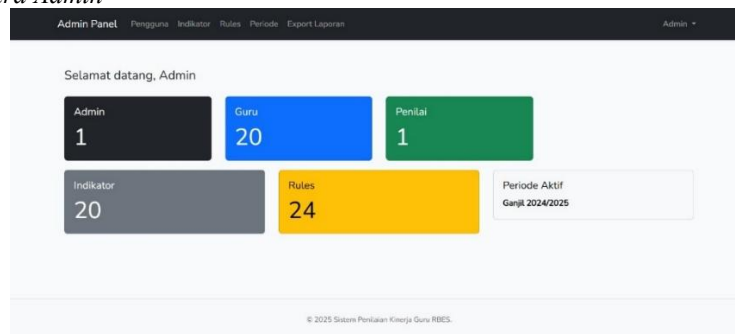 Admin
Admin Panel Pengguna Indikator Rules Periode Export Laporan Admin
Selamat datang, Admin
Admin
1
Guru
20
Penilai
1
Indikator
20
Rules
24
Periode Aktif
Ganjil 2024/2025
© 2025 Sistem Penilaian Kinerja Guru RBES.